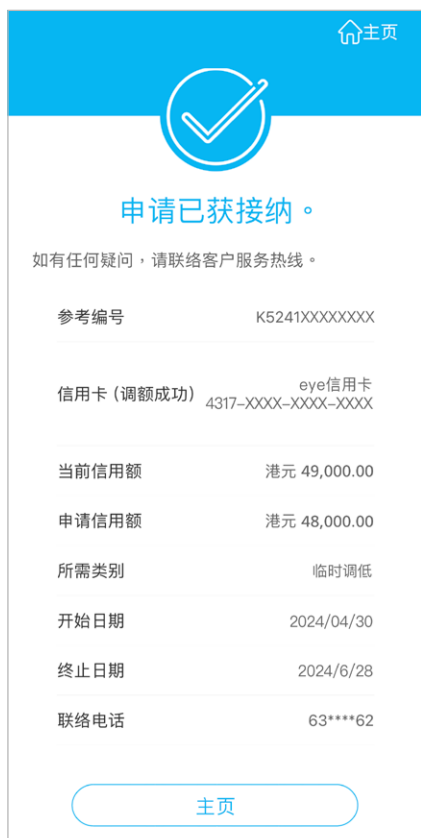 主页
申请已获接纳。
如有任何疑问，请联络客户服务热线。
参考编号 K5241XXXXXXXX
信用卡（调额成功） eye信用卡
4317–XXXX–XXXX–XXXX
当前信用额 港元 49,000.00
申请信用额 港元 48,000.00
所需类别 临时调低
开始日期 2024/04/30
终止日期 2024/6/28
联络电话 63****62
主页